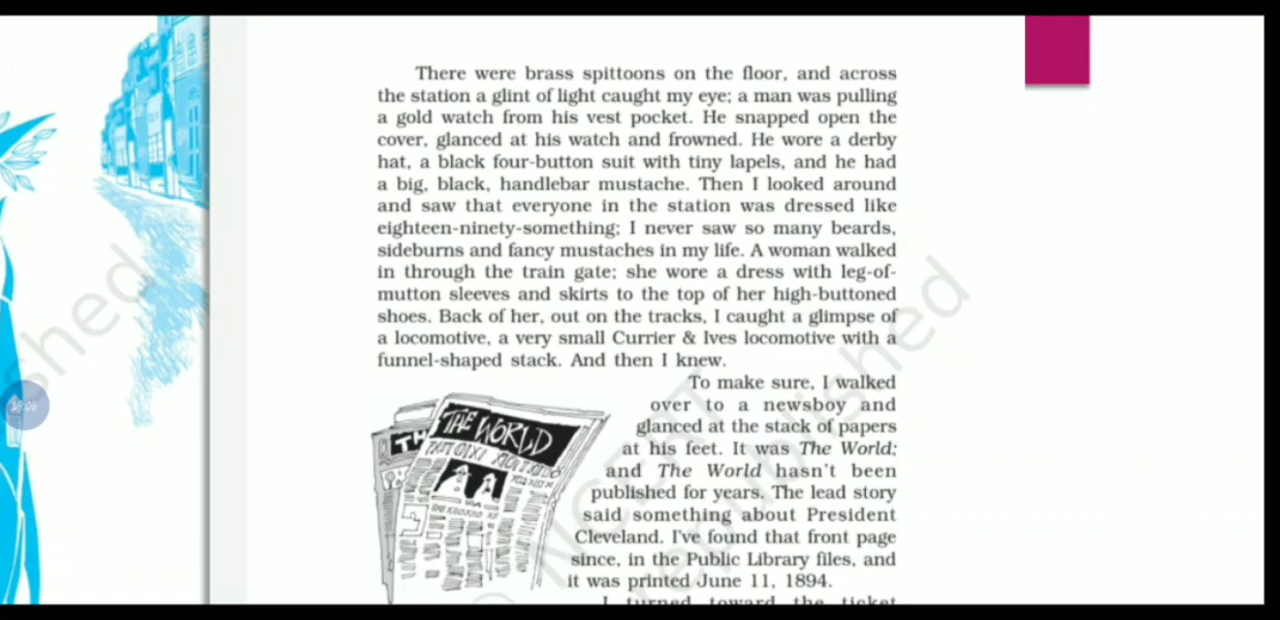 There were brass spittoons on the floor, and across
the station a glint of light caught my eye; a man was pulling
a gold watch from his vest pocket. He snapped open the
cover, glanced at his watch and frowned. He wore a derby
hat, a black four-button suit with tiny lapels, and he had
a big, black, handlebar mustache. Then I looked around
and saw that everyone in the station was dressed like
eighteen-ninety-something; I never saw so many beards,
sideburns and fancy mustaches in my life. A woman walked
in through the train gate; she wore a dress with leg-of-
mutton sleeves and skirts to the top of her high-buttoned
shoes. Back of her, out on the tracks, I caught a glimpse of
a locomotive, a very small Currier & Ives locomotive with a
funnel-shaped stack. And then I knew.
To make sure, I walked
over to a newsboy and
glanced at the stack of papers
at his feet. It was The World;
and The World hasn't been
published for years. The lead story
said something about President
Cleveland. I've found that front page
since, in the Public Library files, and
it was printed June 11, 1894.
I turned toward the ticket
TH
THE WORLD
shed
NCERT
republished